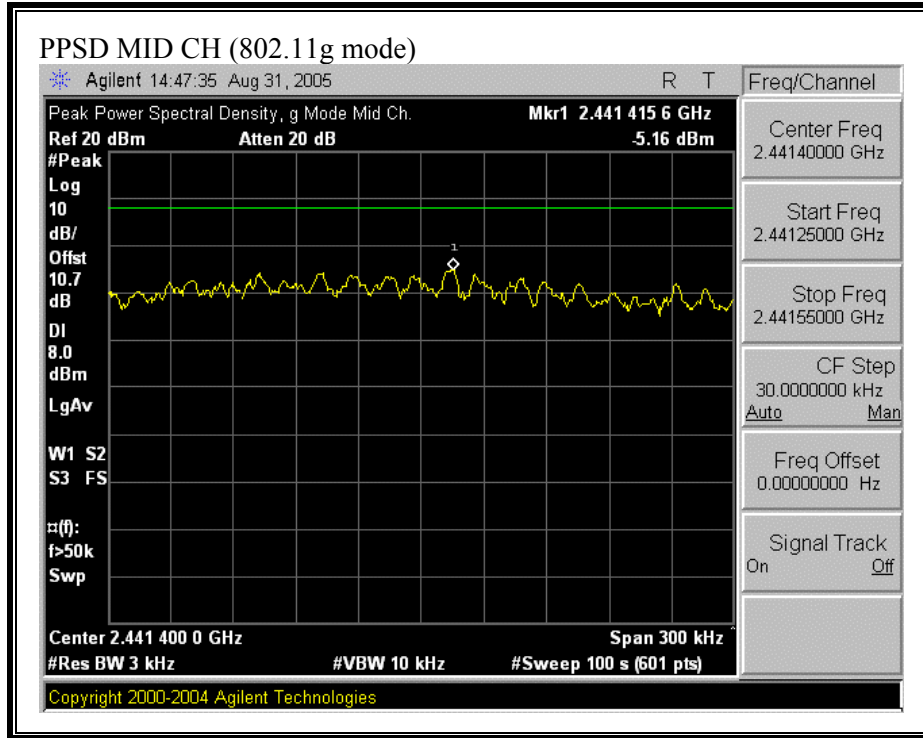 PPSD MID CH (802.11g mode)
Agilent 14:47:35 Aug 31, 2005 R T
Freq/Channel
Peak Power Spectral Density, g Mode Mid Ch. Mkr1 2.441 415 6 GHz
Ref 20 dBm Atten 20 dB -5.16 dBm
#Peak
Log
10
dB/
Offst
10.7
dB
DI
8.0
dBm
LgAv
W1 S2
S3 FS
¤(f):
f>50k
Swp
1
Center 2.441 400 0 GHz Span 300 kHz
#Res BW 3 kHz #VBW 10 kHz #Sweep 100 s (601 pts)
Center Freq
2.44140000 GHz
Start Freq
2.44125000 GHz
Stop Freq
2.44155000 GHz
CF Step
30.0000000 kHz
Auto Man
Freq Offset
0.00000000 Hz
Signal Track
On Off
Copyright 2000-2004 Agilent Technologies